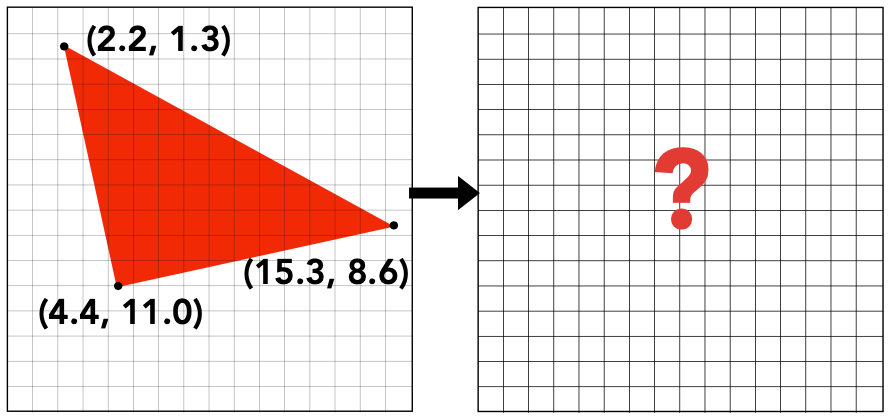 (2.2, 1.3)
(15.3, 8.6)
(4.4, 11.0)
?